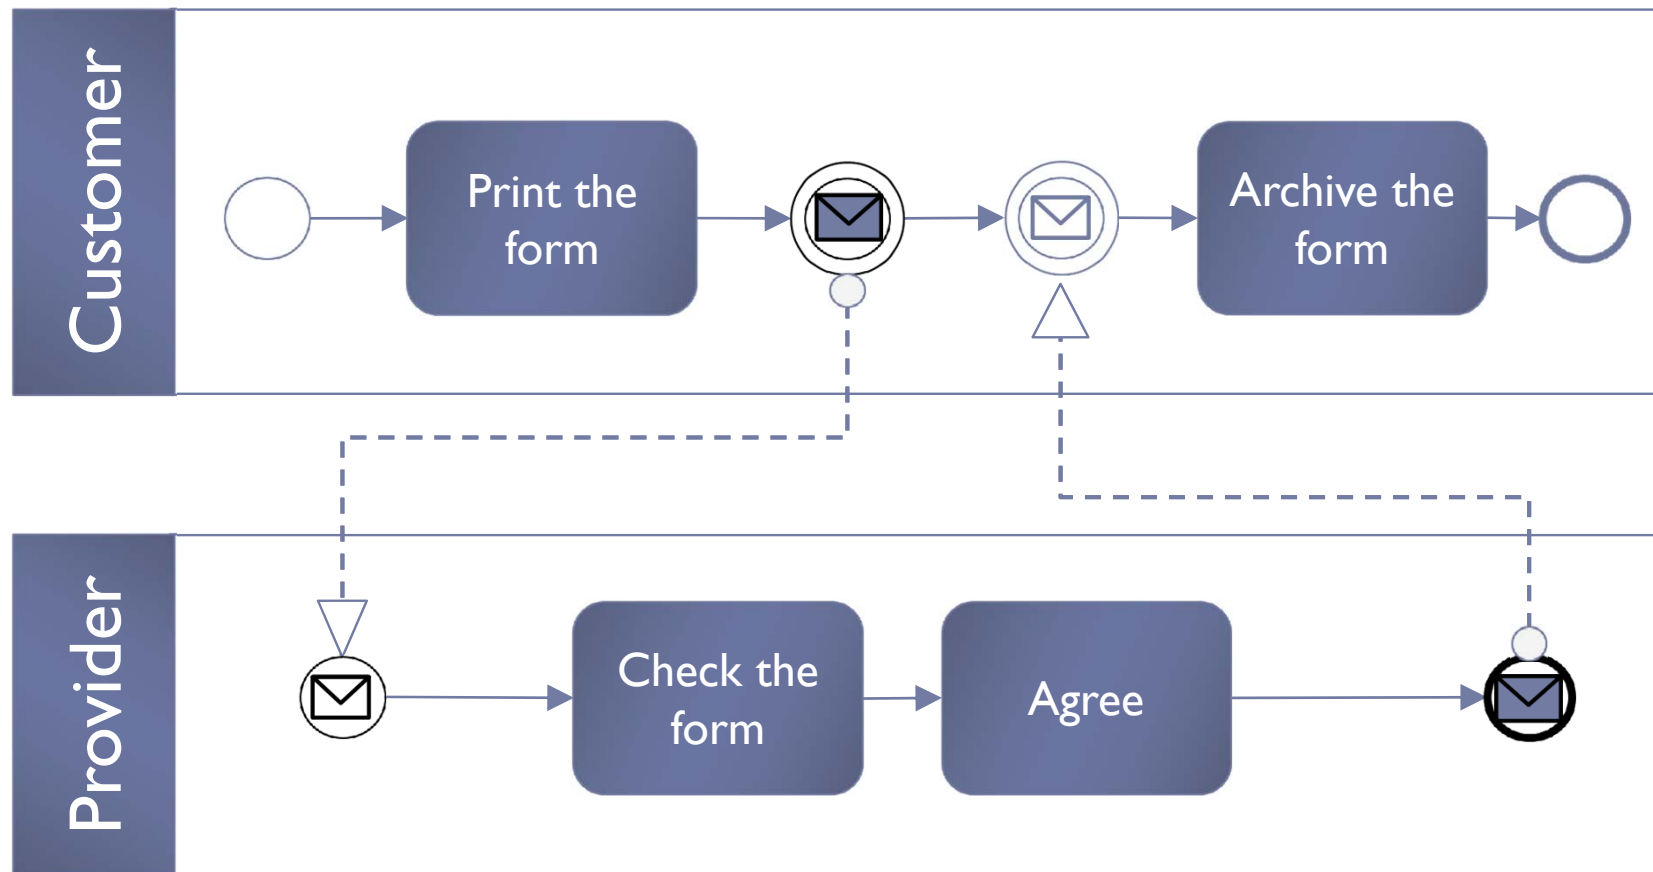 Customer
Print the
form
Archive the
form
Provider
Check the
form
Agree